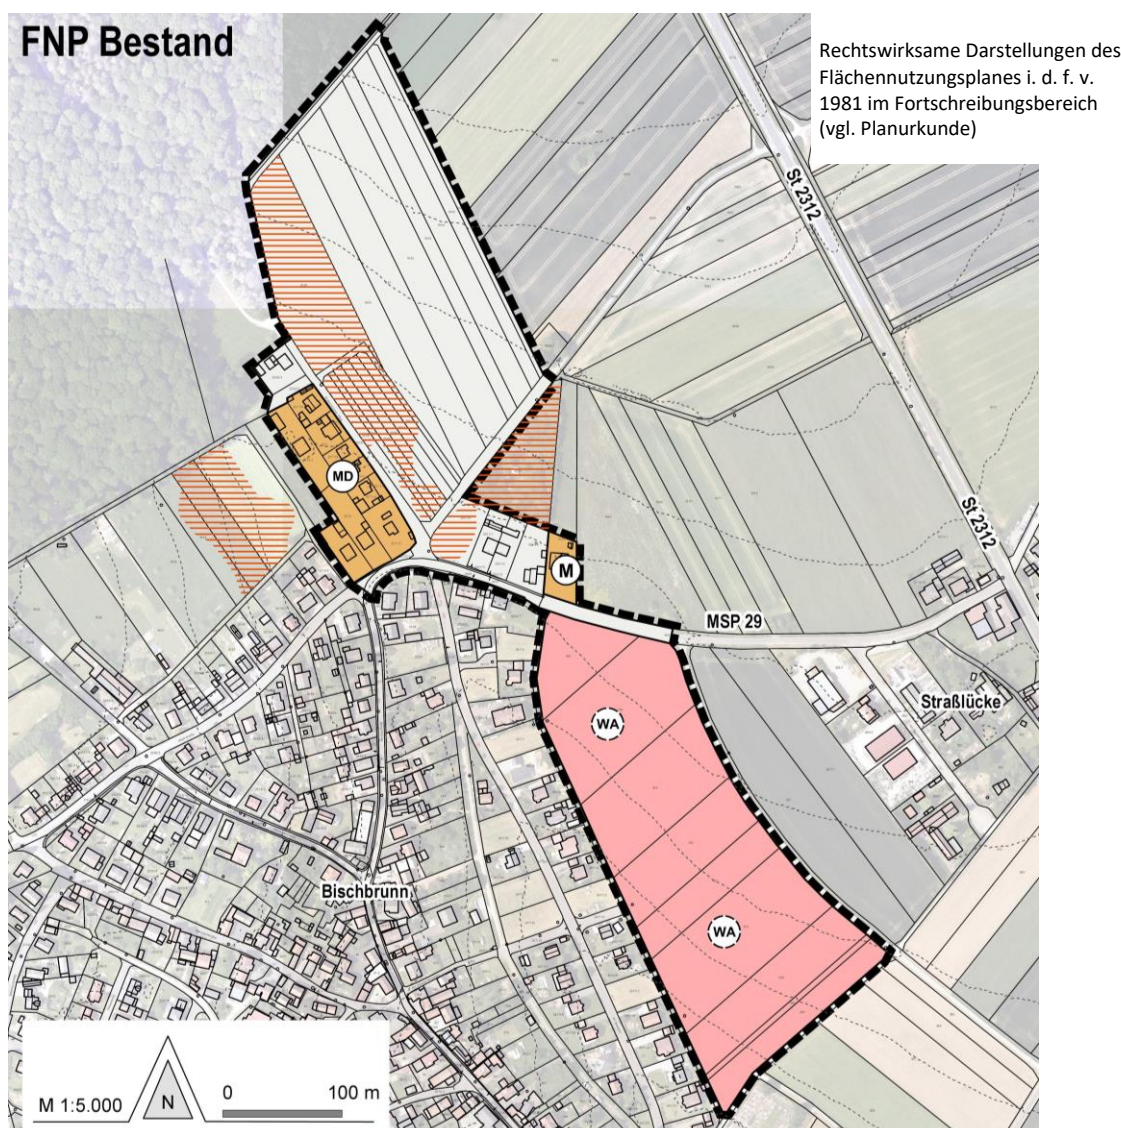 FNP Bestand
Rechtswirksame Darstellungen des
Flächennutzungsplanes i. d. f. v.
1981 im Fortschreibungsbereich
(vgl. Planurkunde)
St 2312
MD
St 2312
M
MSP 29
Straßlücke
WA
Bischbrunn
WA
M 1:5.000
N
0
100 m